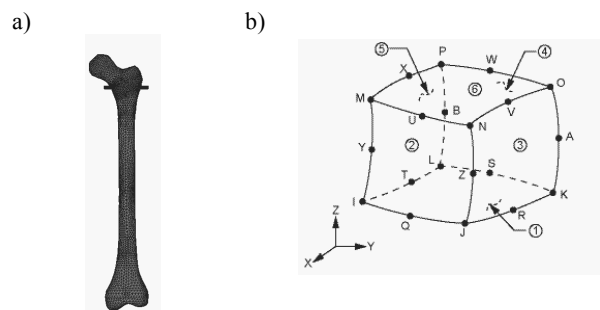 a)
b)
⑤ P W ④
X O
M ⑥
B V
U N A
Y ② ③
L Z S
T K
I R
Z Q J ①
Y
X